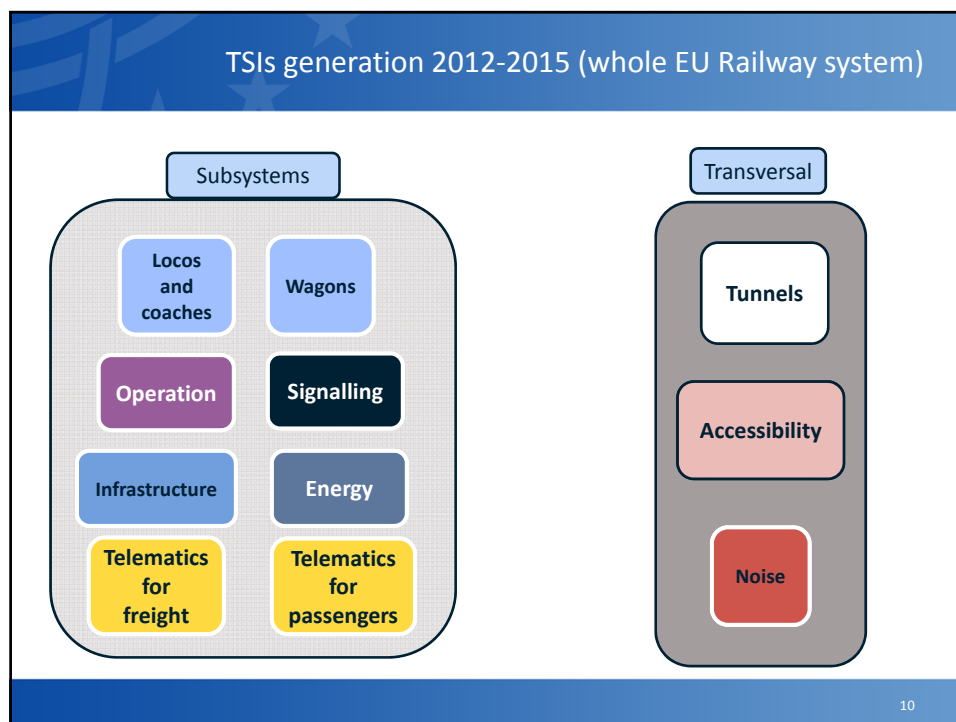 TSIs generation 2012-2015 (whole EU Railway system)
Subsystems
Locos
and
coaches
Wagons
Operation
Signalling
Infrastructure
Energy
Telematics
for
freight
Telematics
for
passengers
Transversal
Tunnels
Accessibility
Noise
10